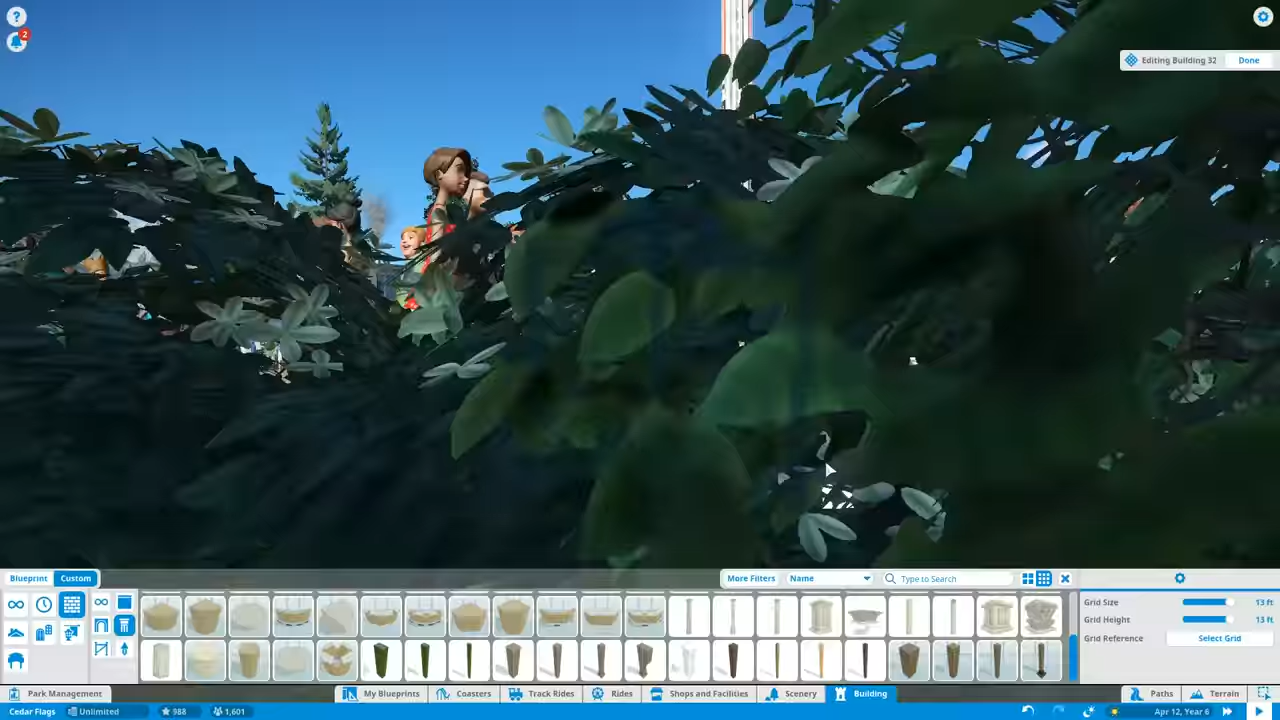 ?
2
Editing Building 32 Done
Blueprint Custom
More Filters Name Type to Search
Grid Size 13 ft
Grid Height 13 ft
Grid Reference Select Grid
Park Management My Blueprints Coasters Track Rides Rides Shops and Facilities Scenery Building Paths Terrain
Cedar Flags Unlimited 988 1,601 Apr 12, Year 6